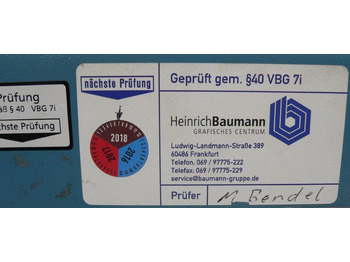 Prüfung
ß § 40 VBG 7i
chste Prüfung
nächste Prüfung
2018
2017
2016
Geprüft gem. §40 VBG 7i
HeinrichBaumann
GRAFISCHES CENTRUM
Ludwig-Landmann-Straße 389
60486 Frankfurt
Telefon: 069 / 97775-222
Telefax: 069 / 97775-229
service@baumann-gruppe.de
Prüfer M. Bendel